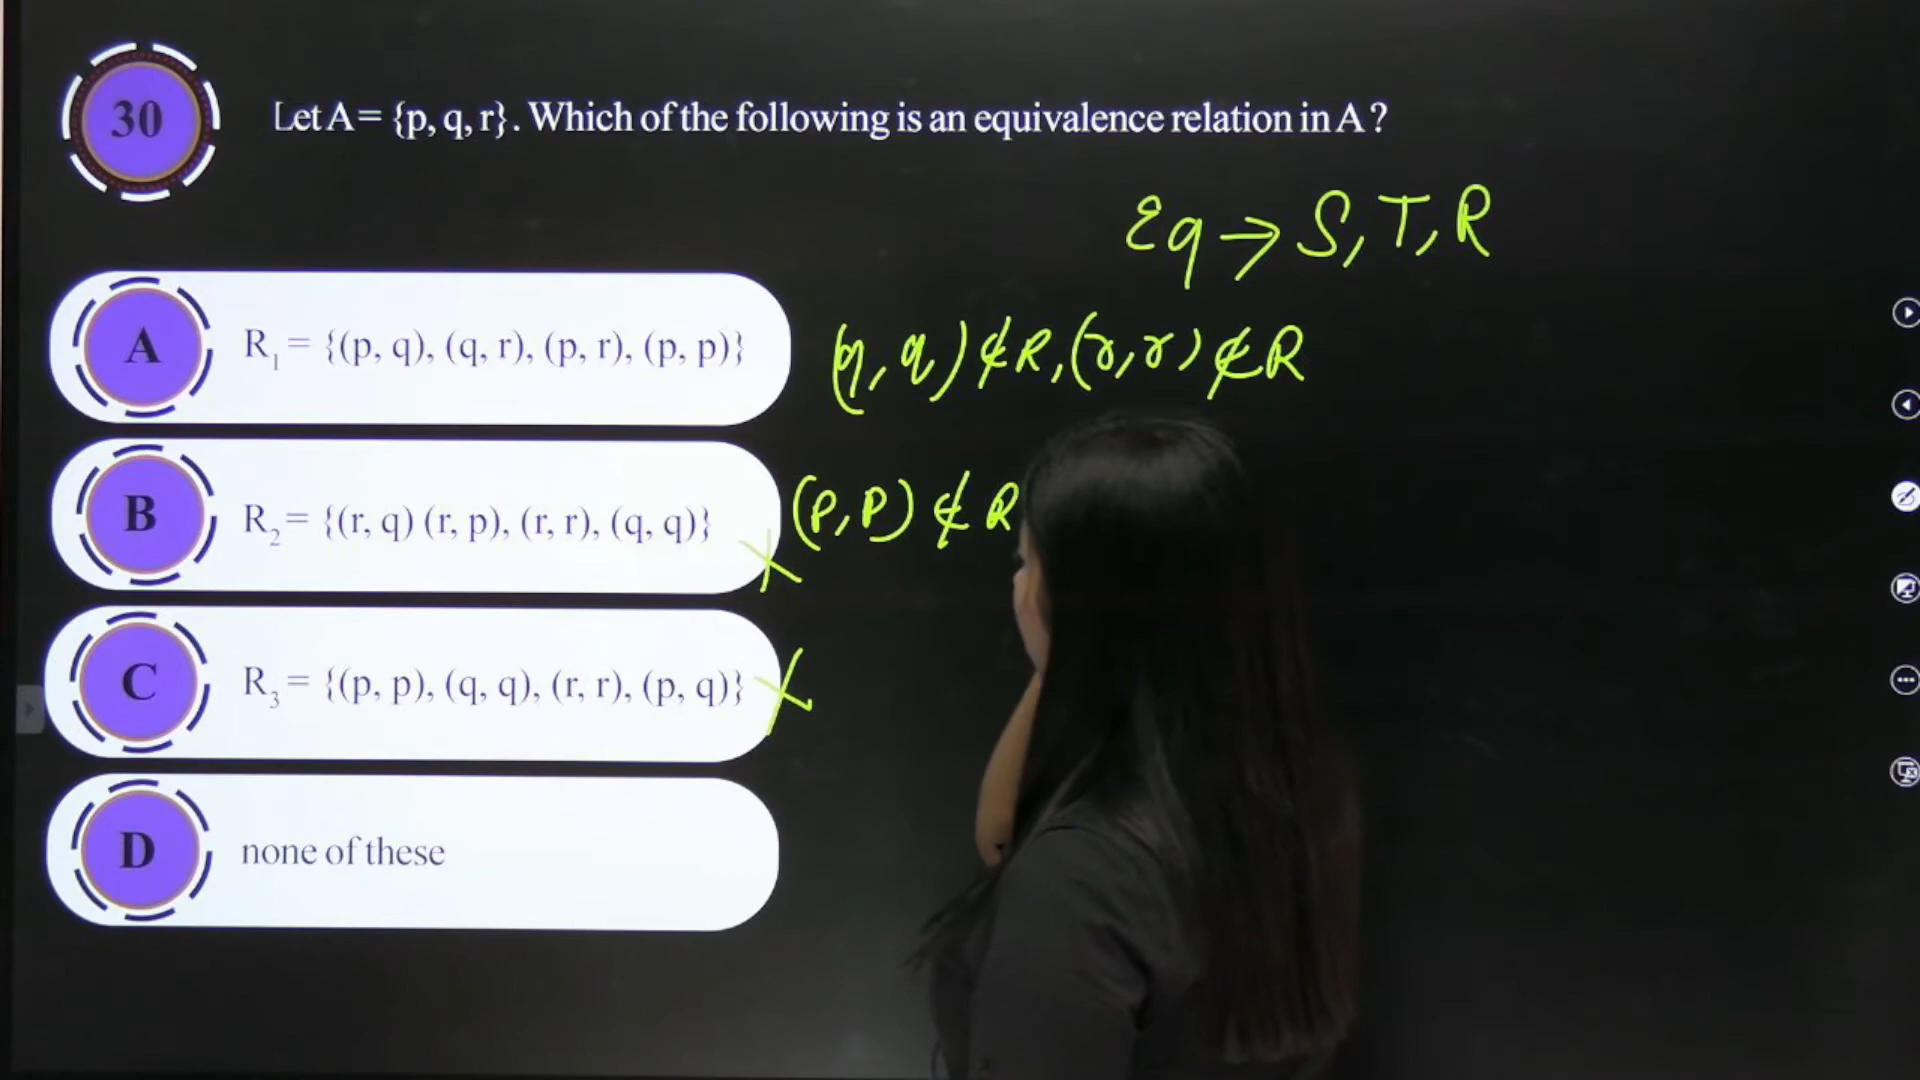 30
Let A = {p, q, r}. Which of the following is an equivalence relation in A ?
Eq → S, T, R
A
R₁ = {(p, q), (q, r), (p, r), (p, p)}
(q, q) ∉ R, (r, r) ∉ R
B
R₂ = {(r, q) (r, p), (r, r), (q, q)}
(P, P) ∉ R
C
R₃ = {(p, p), (q, q), (r, r), (p, q)}
D
none of these